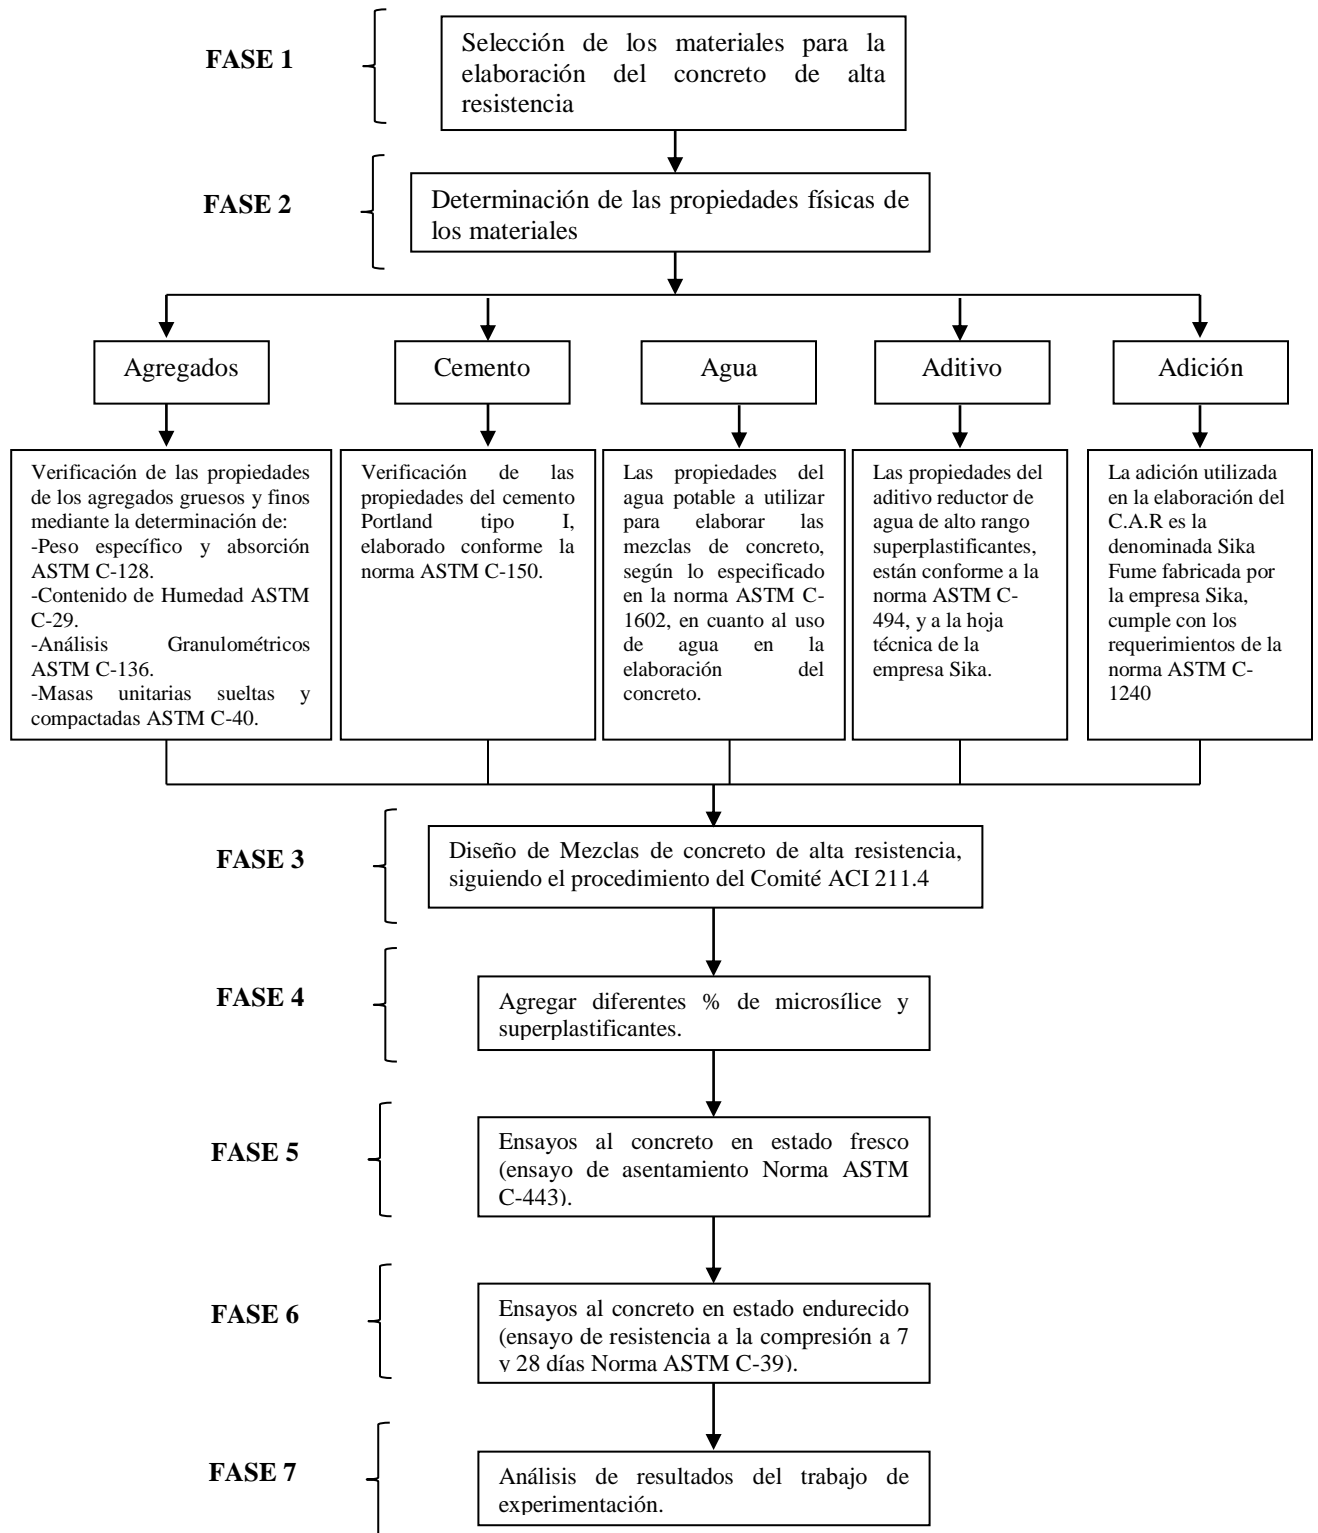 FASE 1
Selección de los materiales para la
elaboración del concreto de alta
resistencia
FASE 2
Determinación de las propiedades físicas de
los materiales
Agregados
Cemento
Agua
Aditivo
Adición
Verificación de las propiedades
de los agregados gruesos y finos
mediante la determinación de:
-Peso específico y absorción
ASTM C-128.
-Contenido de Humedad ASTM
C-29.
-Análisis Granulométricos
ASTM C-136.
-Masas unitarias sueltas y
compactadas ASTM C-40.
Verificación de las
propiedades del cemento
Portland tipo I,
elaborado conforme la
norma ASTM C-150.
Las propiedades del
agua potable a utilizar
para elaborar las
mezclas de concreto,
según lo especificado
en la norma ASTM C-
1602, en cuanto al uso
de agua en la
elaboración del
concreto.
Las propiedades del
aditivo reductor de
agua de alto rango
superplastificantes,
están conforme a la
norma ASTM C-
494, y a la hoja
técnica de la
empresa Sika.
La adición utilizada
en la elaboración del
C.A.R es la
denominada Sika
Fume fabricada por
la empresa Sika,
cumple con los
requerimientos de la
norma ASTM C-
1240
FASE 3
Diseño de Mezclas de concreto de alta resistencia,
siguiendo el procedimiento del Comité ACI 211.4
FASE 4
Agregar diferentes % de microsílice y
superplastificantes.
FASE 5
Ensayos al concreto en estado fresco
(ensayo de asentamiento Norma ASTM
C-443).
FASE 6
Ensayos al concreto en estado endurecido
(ensayo de resistencia a la compresión a 7
y 28 días Norma ASTM C-39).
FASE 7
Análisis de resultados del trabajo de
experimentación.